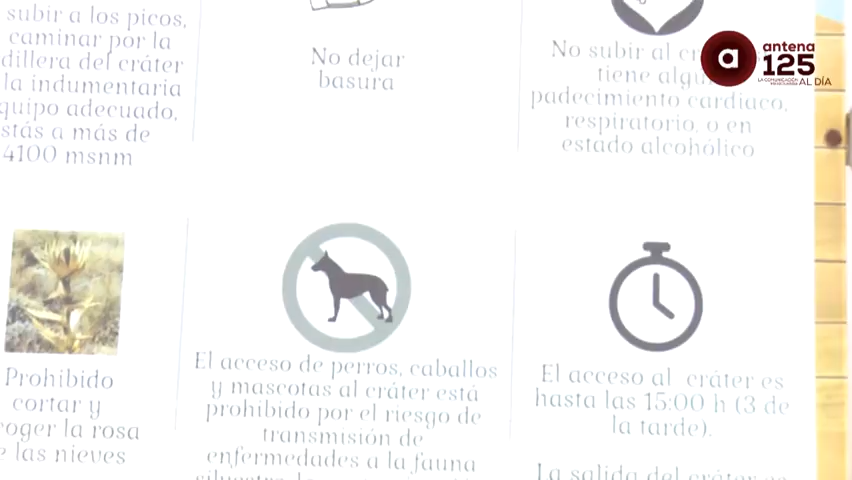 subir a los picos,
caminar por la
dillera del cráter
la indumentaria
quipo adecuado,
stás a más de
4100 msnm
No dejar
basura
No subir al
tiene
padecimiento cardiaco,
respiratorio, o en
estado alcohólico
antena
125
AL DÍA
Prohibido
cortar y
coger la rosa
e las nieves
El acceso de perros, caballos
y mascotas al cráter está
prohibido por el riesgo de
transmisión de
enfermedades a la fauna
El acceso al cráter es
hasta las 15:00 h (3 de
la tarde).
La salida del cráter es